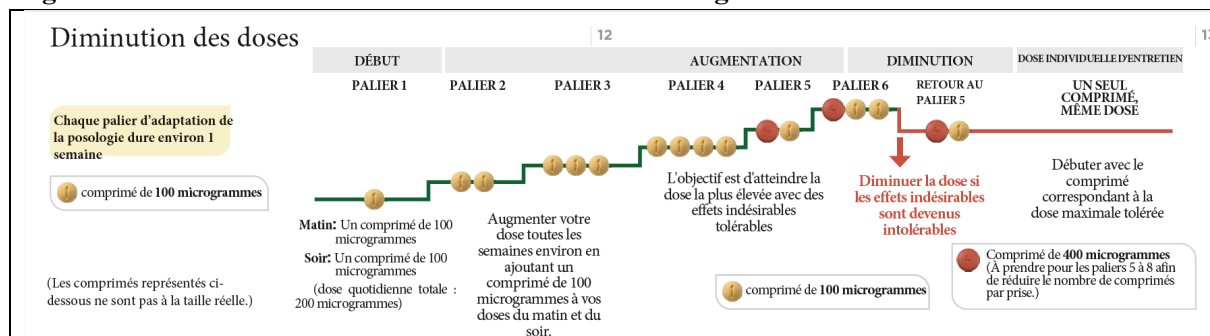 Diminution des doses
12
13
DÉBUT
AUGMENTATION
DIMINUTION
DOSE INDIVIDUELLE D'ENTRETIEN
PALIER 1
PALIER 2
PALIER 3
PALIER 4
PALIER 5
PALIER 6
RETOUR AU
PALIER 5
UN SEUL
COMPRIMÉ,
MÊME DOSE
Chaque palier d'adaptation de
la posologie dure environ 1
semaine
comprimé de 100 microgrammes
(Les comprimés représentés ci-
dessous ne sont pas à la taille réelle.)
Matin: Un comprimé de 100
microgrammes
Soir: Un comprimé de 100
microgrammes
(dose quotidienne totale :
200 microgrammes)
Augmenter votre
dose toutes les
semaines environ en
ajoutant un
comprimé de 100
microgrammes à vos
doses du matin et du
soir.
L'objectif est d'atteindre la
dose la plus élevée avec des
effets indésirables
tolérables
Diminuer la dose si
les effets indésirables
sont devenus
intolérables
Débuter avec le
comprimé
correspondant à la
dose maximale tolérée
comprimé de 100 microgrammes
Comprimé de 400 microgrammes
(À prendre pour les paliers 5 à 8 afin
de réduire le nombre de comprimés
par prise.)